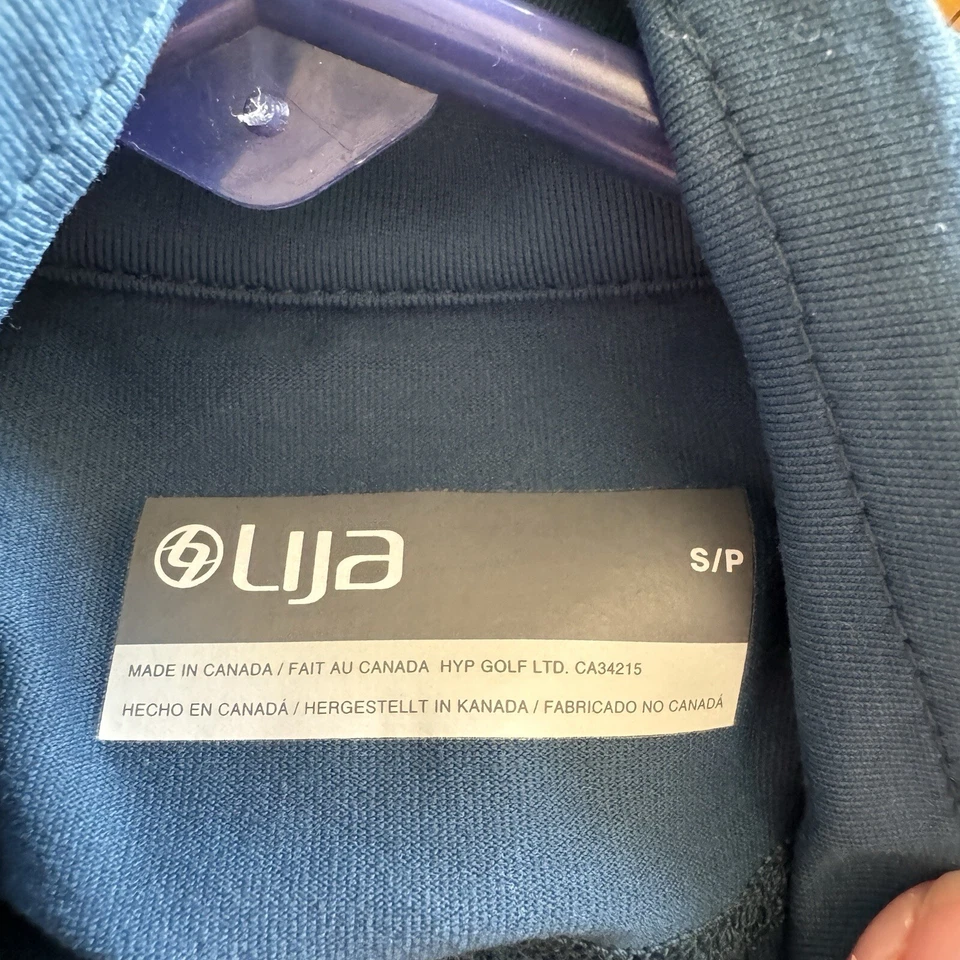 LIJA
S/P
MADE IN CANADA / FAIT AU CANADA HYP GOLF LTD. CA34215
HECHO EN CANADÁ / HERGESTELLT IN KANADA / FABRICADO NO CANADÁ